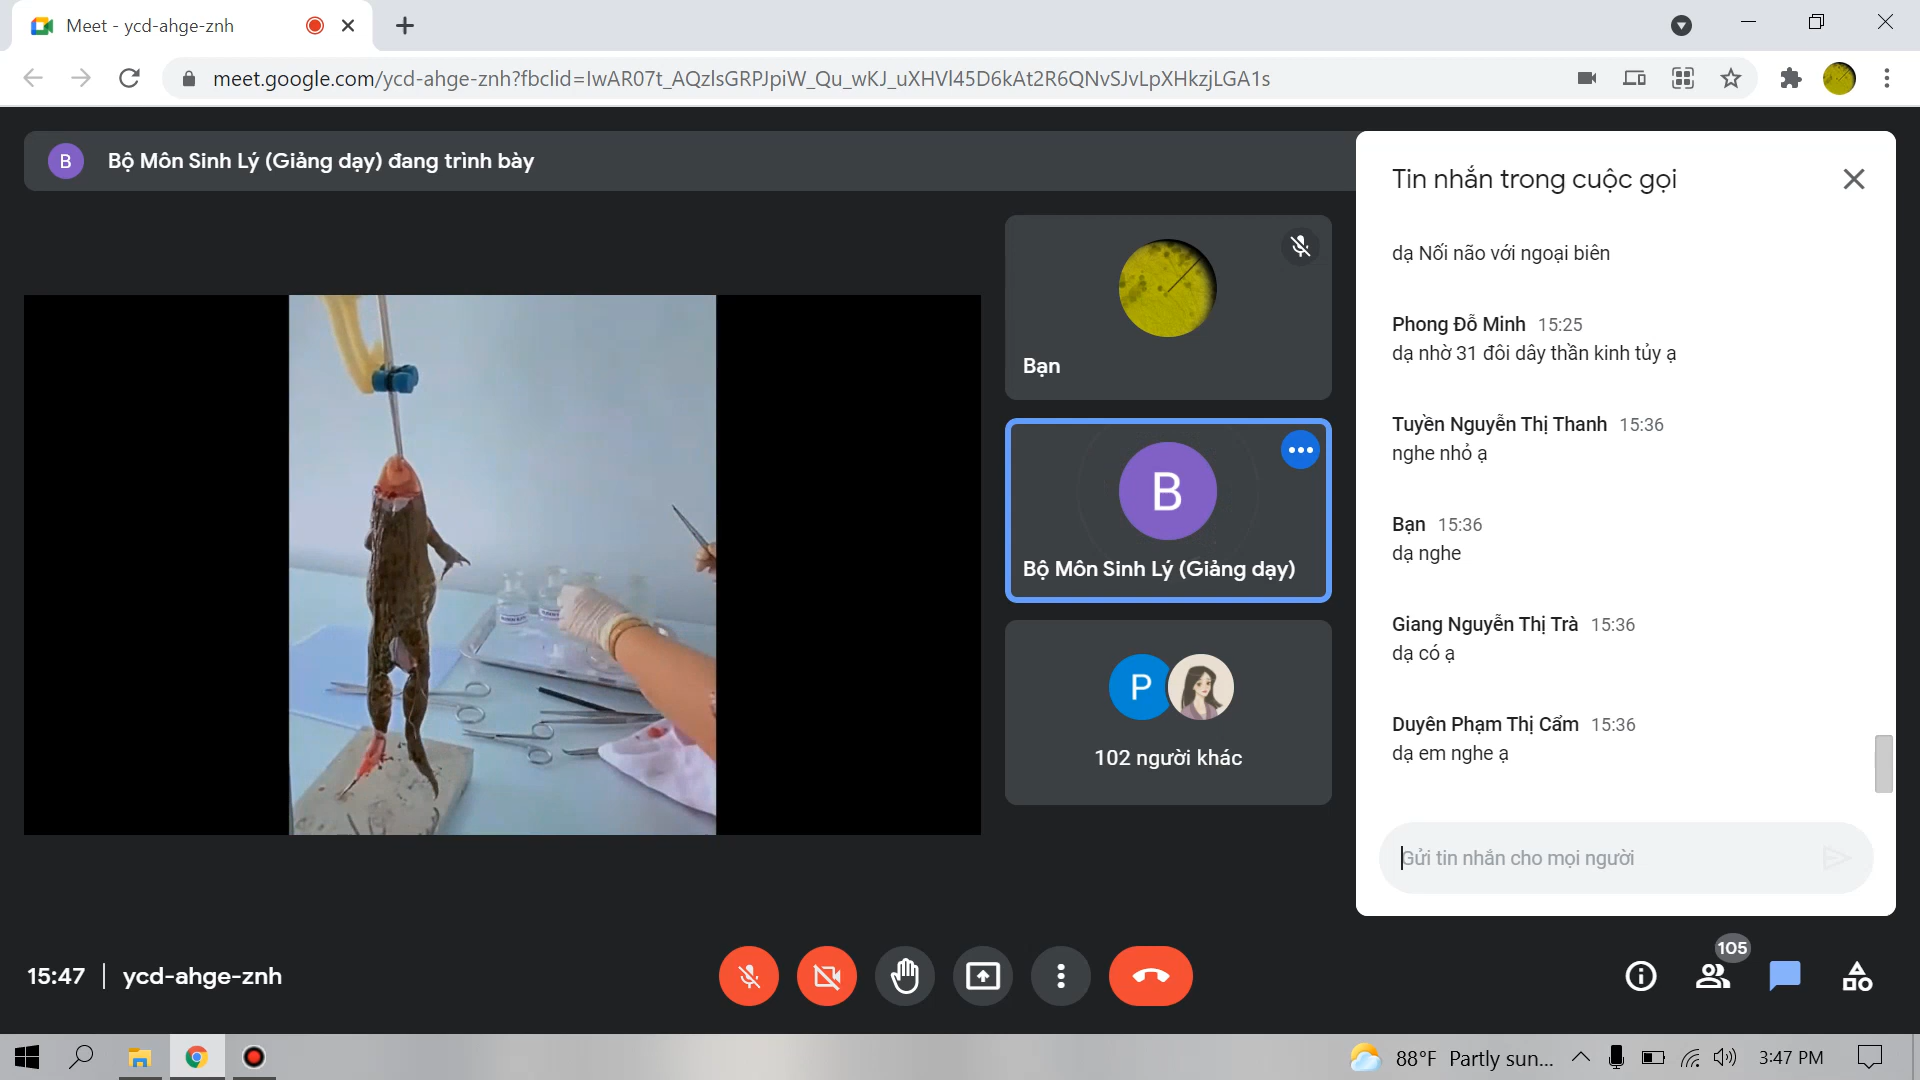 Meet - ycd-ahge-znh
meet.google.com/ycd-ahge-znh?fbclid=IwAR07t_AQzlsGRPJpiW_Qu_wKJ_uXHVl45D6kAt2R6QNvSJvLpXHkzjLGA1s
B
Bộ Môn Sinh Lý (Giảng dạy) đang trình bày
Bạn
B
Bộ Môn Sinh Lý (Giảng dạy)
P
102 người khác
Tin nhắn trong cuộc gọi
dạ Nối não với ngoại biên
Phong Đỗ Minh 15:25
dạ nhờ 31 đôi dây thần kinh tủy ạ
Tuyền Nguyễn Thị Thanh 15:36
nghe nhỏ ạ
Bạn 15:36
dạ nghe
Giang Nguyễn Thị Trà 15:36
dạ có ạ
Duyên Phạm Thị Cẩm 15:36
dạ em nghe ạ
Gửi tin nhắn cho mọi người
15:47 | ycd-ahge-znh
105
88°F Partly sun...
3:47 PM